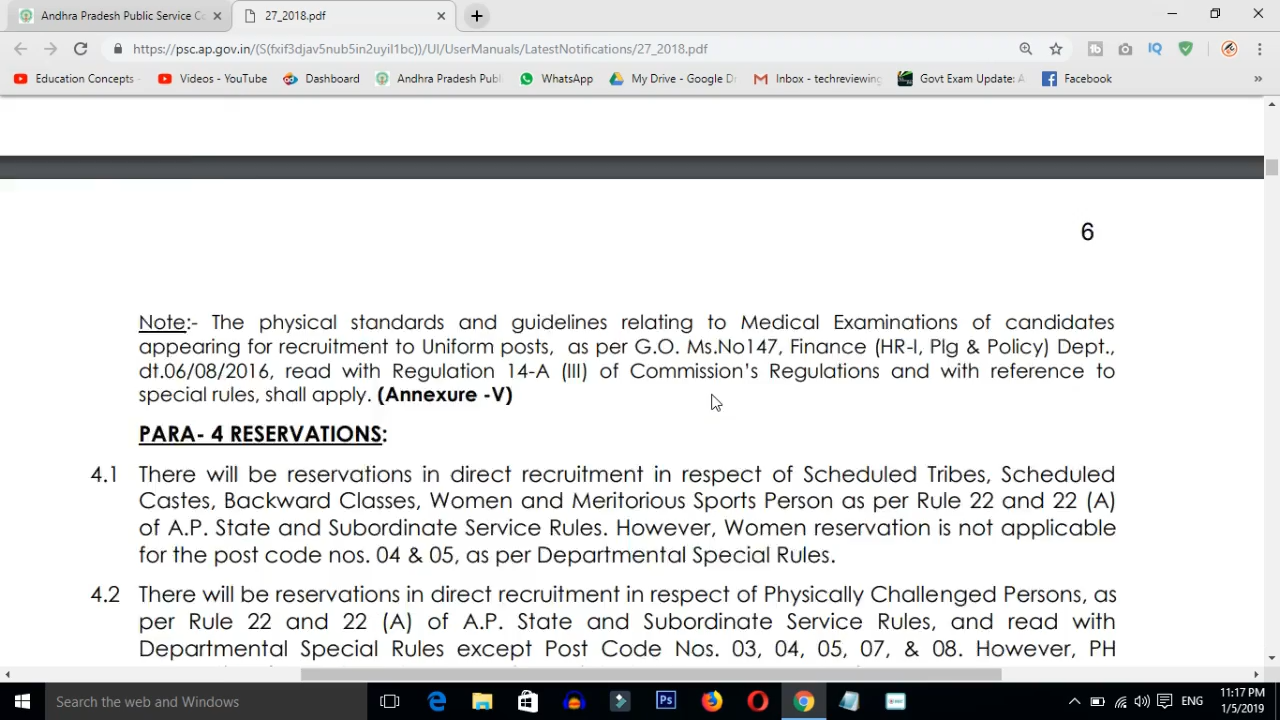 Andhra Pradesh Public Service C
27_2018.pdf
https://psc.ap.gov.in/(S(fxif3djav5nub5in2uyil1bc))/UI/UserManuals/LatestNotifications/27_2018.pdf
Education Concepts -
Videos - YouTube
Dashboard
Andhra Pradesh Publ
WhatsApp
My Drive - Google Dr
Inbox - techreviewing
Govt Exam Update: A
Facebook
6
Note:- The physical standards and guidelines relating to Medical Examinations of candidates
appearing for recruitment to Uniform posts, as per G.O. Ms.No147, Finance (HR-I, Plg & Policy) Dept.,
dt.06/08/2016, read with Regulation 14-A (III) of Commission's Regulations and with reference to
special rules, shall apply. (Annexure -V)
PARA- 4 RESERVATIONS:
4.1 There will be reservations in direct recruitment in respect of Scheduled Tribes, Scheduled
Castes, Backward Classes, Women and Meritorious Sports Person as per Rule 22 and 22 (A)
of A.P. State and Subordinate Service Rules. However, Women reservation is not applicable
for the post code nos. 04 & 05, as per Departmental Special Rules.
4.2 There will be reservations in direct recruitment in respect of Physically Challenged Persons, as
per Rule 22 and 22 (A) of A.P. State and Subordinate Service Rules, and read with
Departmental Special Rules except Post Code Nos. 03, 04, 05, 07, & 08. However, PH
Search the web and Windows
ENG
11:17 PM
1/5/2019